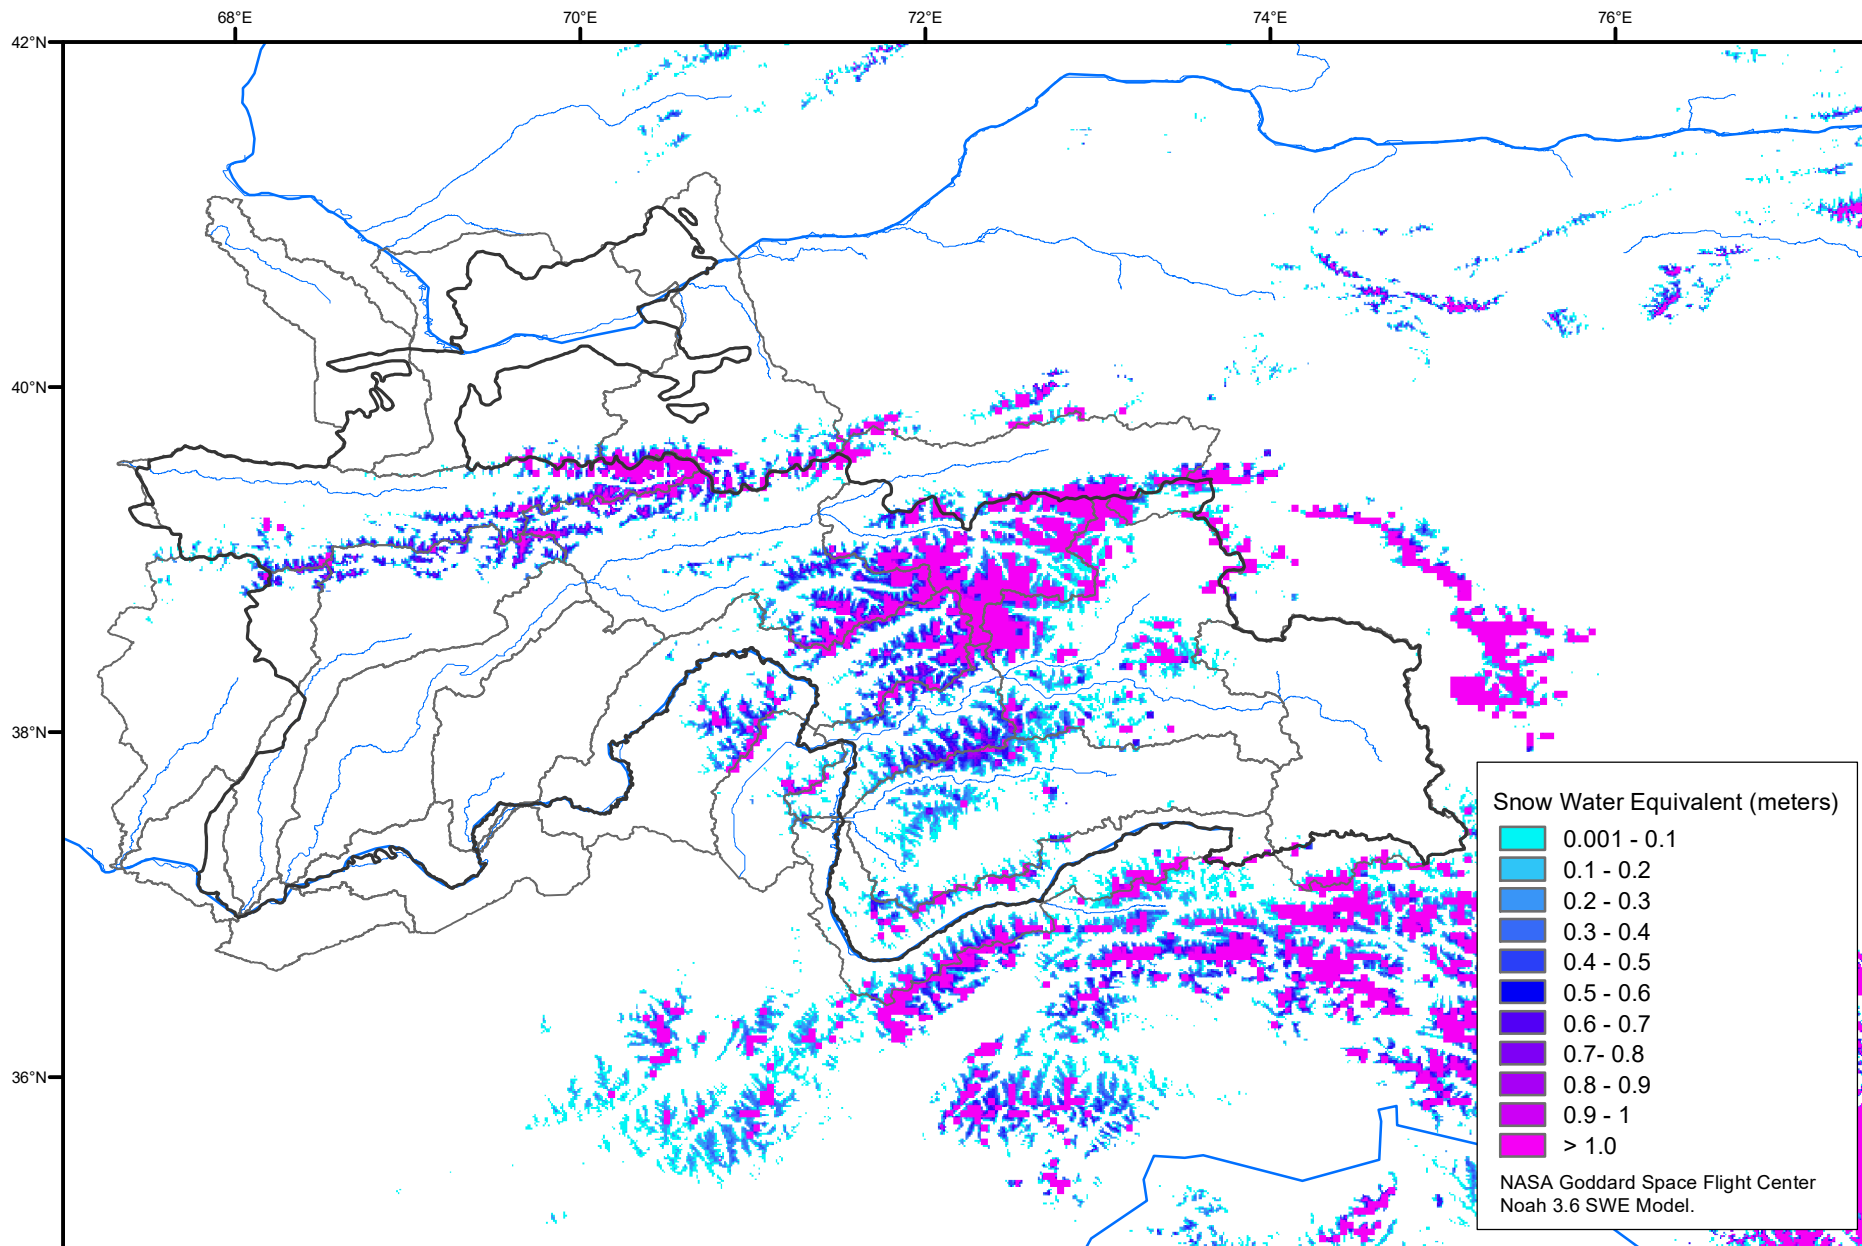 68°E 70°E 72°E 74°E 76°E
42°N
40°N
38°N
36°N
Snow Water Equivalent (meters)
0.001 - 0.1
0.1 - 0.2
0.2 - 0.3
0.3 - 0.4
0.4 - 0.5
0.5 - 0.6
0.6 - 0.7
0.7- 0.8
0.8 - 0.9
0.9 - 1
> 1.0
NASA Goddard Space Flight Center
Noah 3.6 SWE Model.